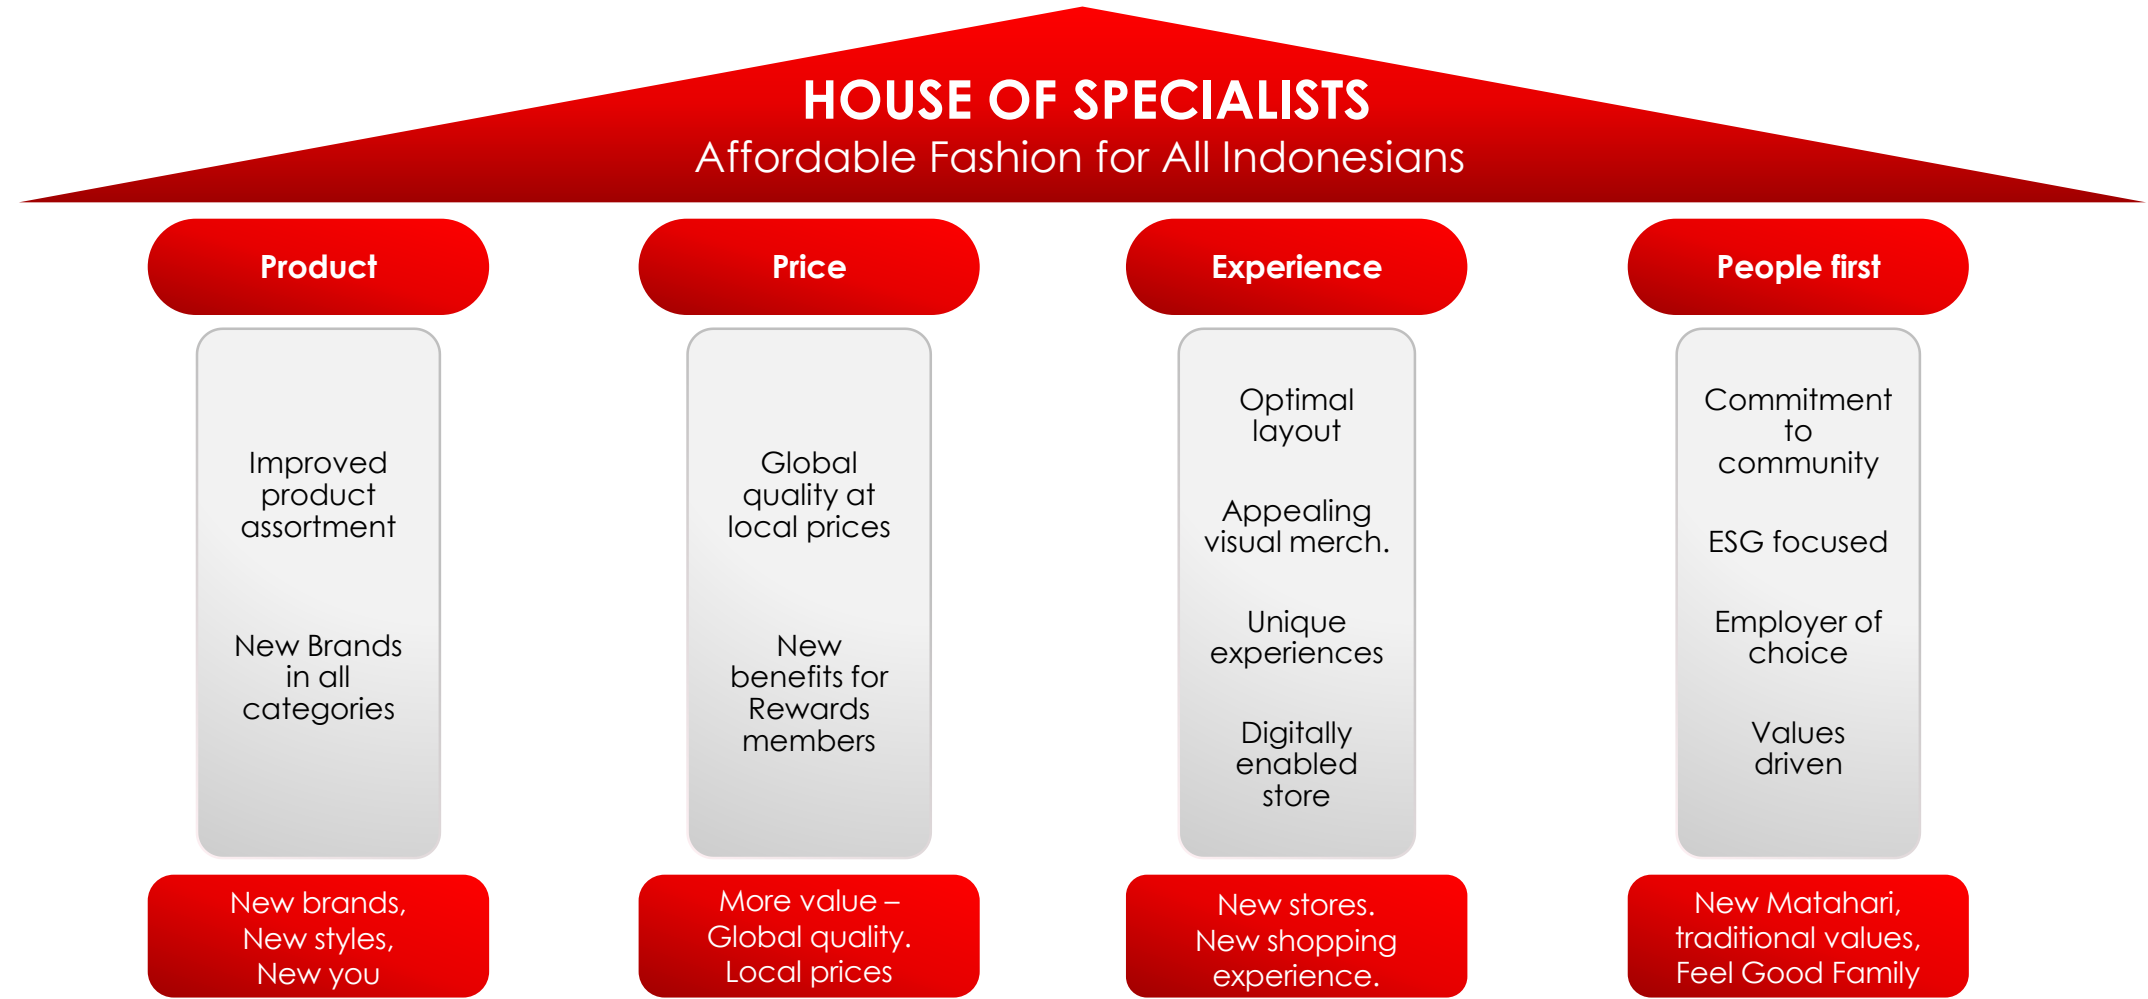 HOUSE OF SPECIALISTS
Affordable Fashion for All Indonesians
Product
Improved
product
assortment
New Brands
in all
categories
New brands,
New styles,
New you
Price
Global
quality at
local prices
New
benefits for
Rewards
members
More value –
Global quality.
Local prices
Experience
Optimal
layout
Appealing
visual merch.
Unique
experiences
Digitally
enabled
store
New stores.
New shopping
experience.
People first
Commitment
to
community
ESG focused
Employer of
choice
Values
driven
New Matahari,
traditional values,
Feel Good Family